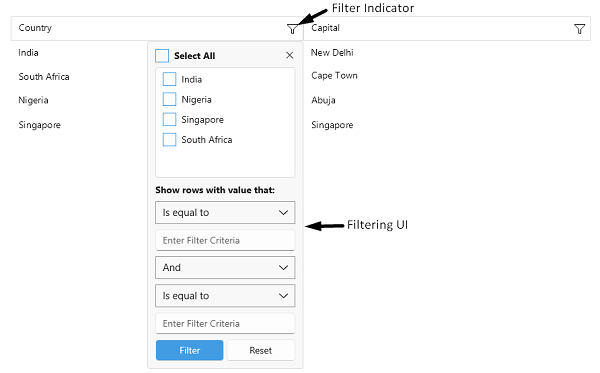 Filter Indicator
Country
Capital
India
South Africa
Nigeria
Singapore
Select All
India
Nigeria
Singapore
South Africa
Show rows with value that:
Is equal to
Enter Filter Criteria
And
Is equal to
Enter Filter Criteria
Filter
Reset
New Delhi
Cape Town
Abuja
Singapore
Filtering UI